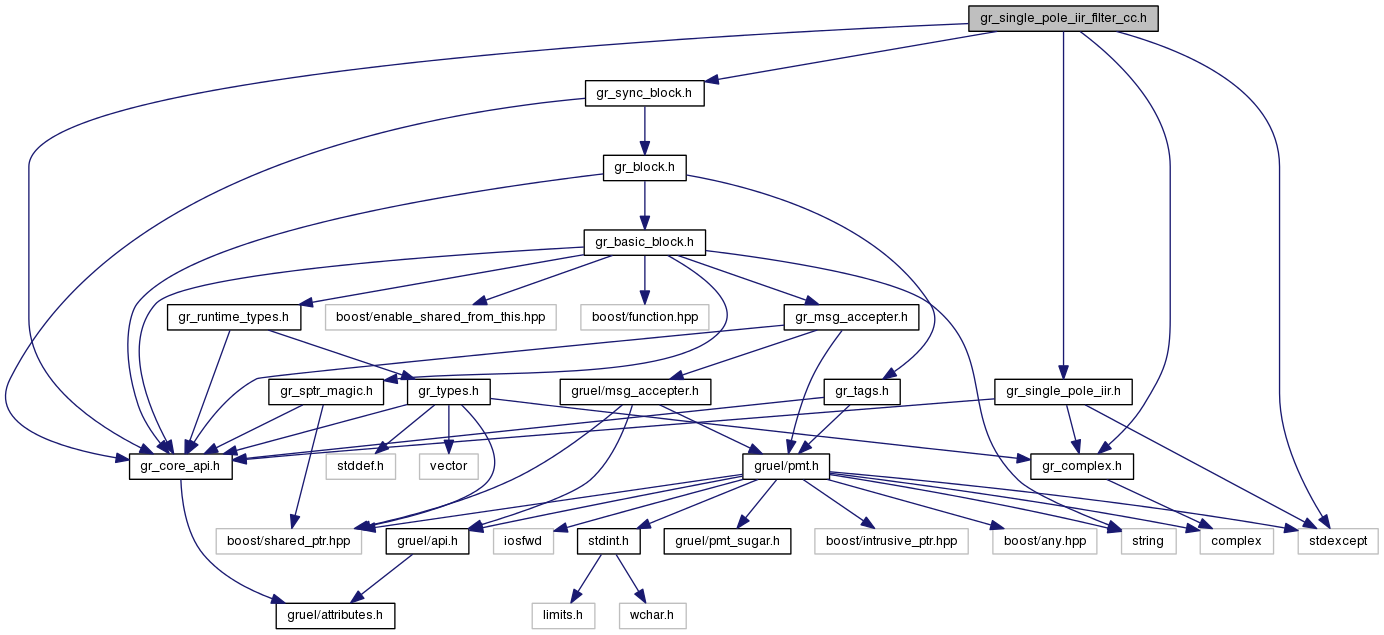 gr_single_pole_iir_filter_cc.h
gr_sync_block.h
gr_block.h
gr_basic_block.h
gr_runtime_types.h
boost/enable_shared_from_this.hpp
boost/function.hpp
gr_msg_accepter.h
gr_sptr_magic.h
gr_types.h
gruel/msg_accepter.h
gr_tags.h
gr_single_pole_iir.h
gr_core_api.h
stddef.h
vector
gruel/pmt.h
gr_complex.h
boost/shared_ptr.hpp
gruel/api.h
iosfwd
stdint.h
gruel/pmt_sugar.h
boost/intrusive_ptr.hpp
boost/any.hpp
string
complex
stdexcept
gruel/attributes.h
limits.h
wchar.h